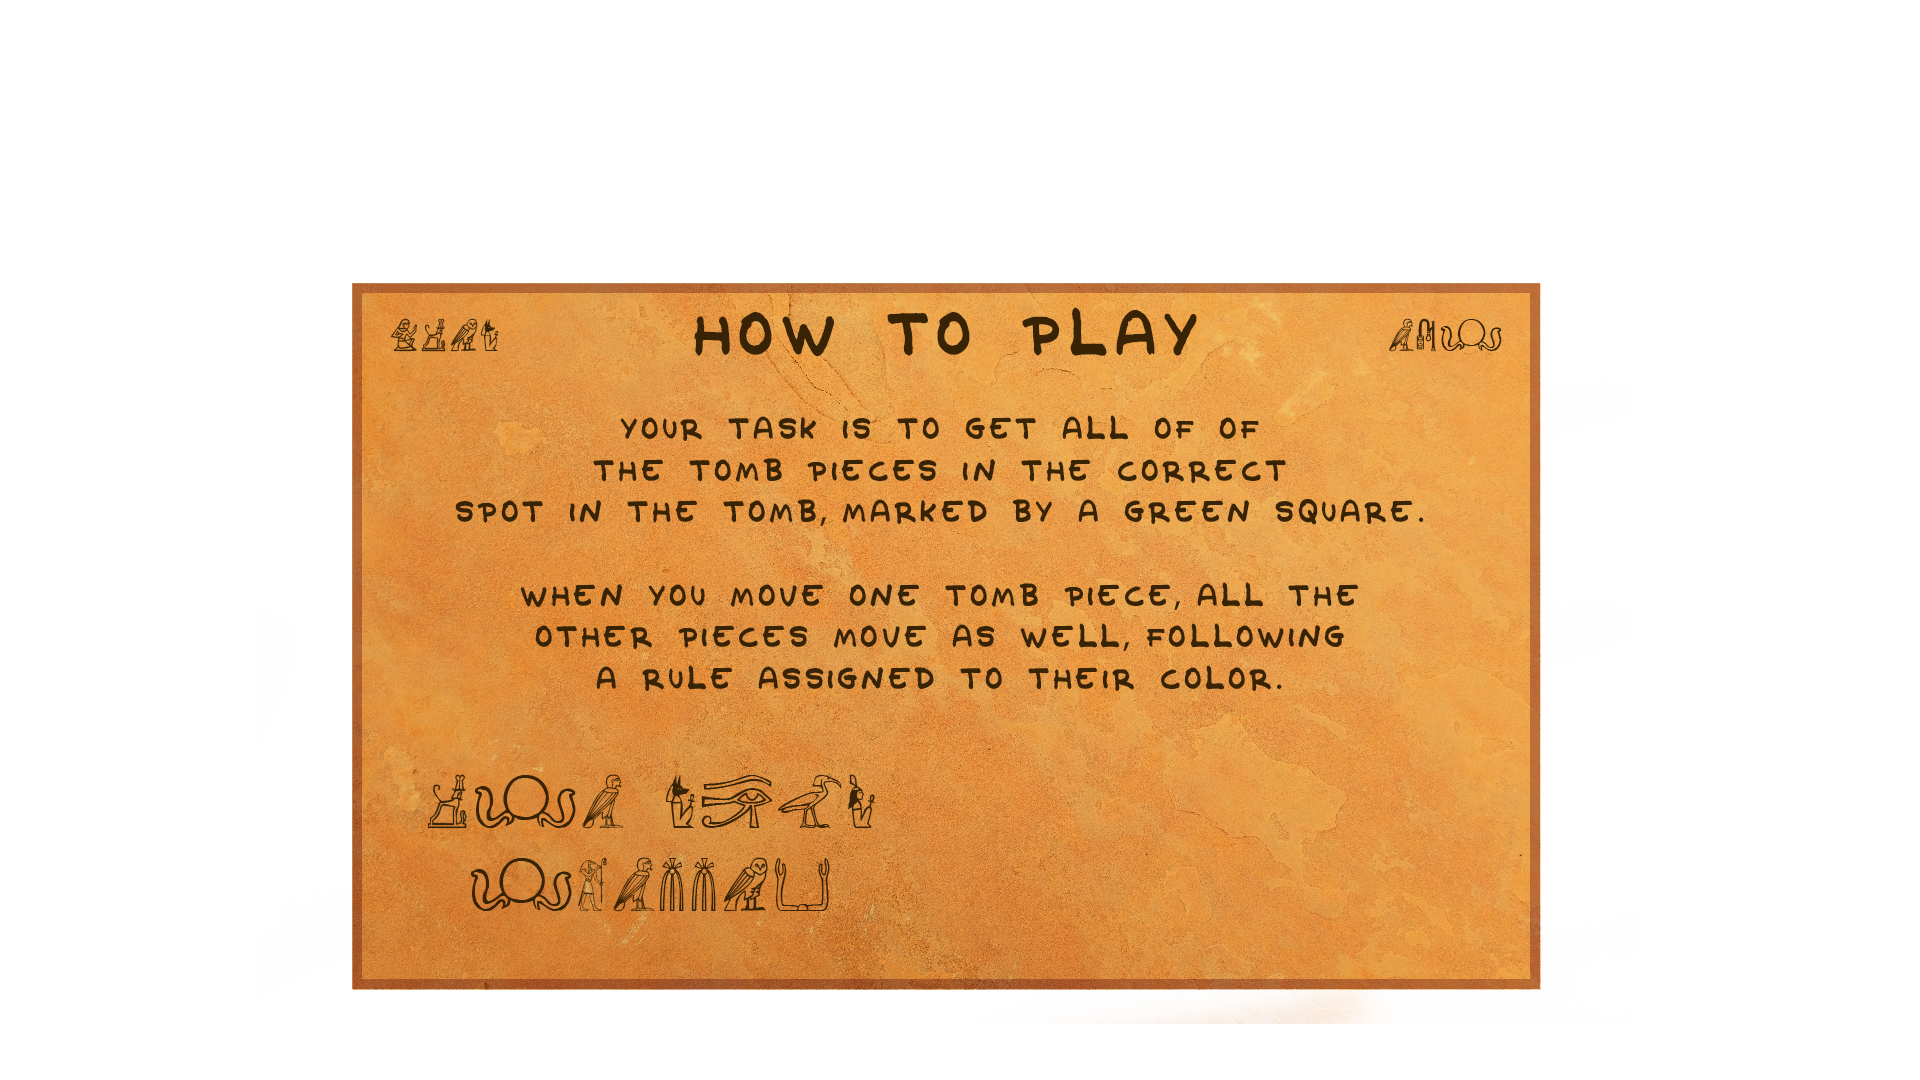 HOW TO PLAY
YOUR TASK IS TO GET ALL OF OF
THE TOMB PIECES IN THE CORRECT
SPOT IN THE TOMB, MARKED BY A GREEN SQUARE.
WHEN YOU MOVE ONE TOMB PIECE, ALL THE
OTHER PIECES MOVE AS WELL, FOLLOWING
A RULE ASSIGNED TO THEIR COLOR.